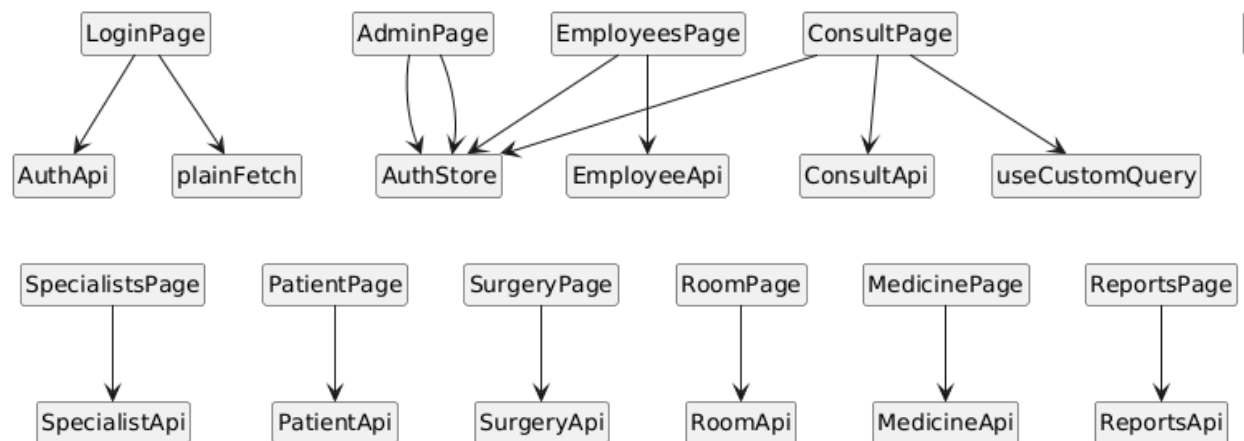 LoginPage
AdminPage
EmployeesPage
ConsultPage
AuthApi
plainFetch
AuthStore
EmployeeApi
ConsultApi
useCustomQuery
SpecialistsPage
PatientPage
SurgeryPage
RoomPage
MedicinePage
ReportsPage
SpecialistApi
PatientApi
SurgeryApi
RoomApi
MedicineApi
ReportsApi